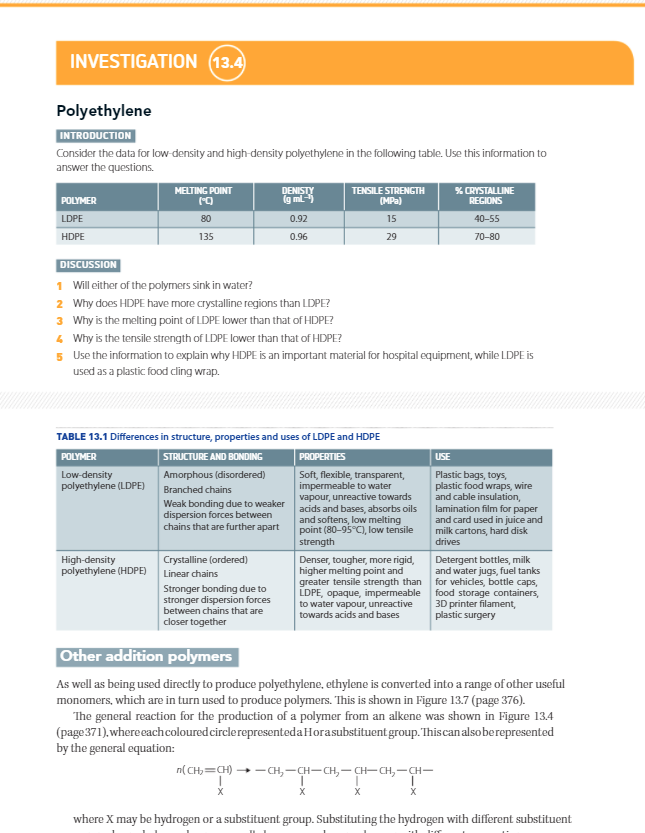 INVESTIGATION 13.4
Polyethylene
INTRODUCTION
Consider the data for low-density and high-density polyethylene in the following table. Use this information to
answer the questions.
POLYMER MELTING POINT (°C) DENISTY (g mL⁻¹) TENSILE STRENGTH (MPa) % CRYSTALLINE REGIONS
LDPE 80 0.92 15 40–55
HDPE 135 0.96 29 70–80
DISCUSSION
1 Will either of the polymers sink in water?
2 Why does HDPE have more crystalline regions than LDPE?
3 Why is the melting point of LDPE lower than that of HDPE?
4 Why is the tensile strength of LDPE lower than that of HDPE?
5 Use the information to explain why HDPE is an important material for hospital equipment, while LDPE is
used as a plastic food cling wrap.
TABLE 13.1 Differences in structure, properties and uses of LDPE and HDPE
POLYMER STRUCTURE AND BONDING PROPERTIES USE
Low-density
polyethylene (LDPE)
Amorphous (disordered)
Branched chains
Weak bonding due to weaker
dispersion forces between
chains that are further apart
Soft, flexible, transparent,
impermeable to water
vapour, unreactive towards
acids and bases, absorbs oils
and softens, low melting
point (80–95°C), low tensile
strength
Plastic bags, toys,
plastic food wraps, wire
and cable insulation,
lamination film for paper
and card used in juice and
milk cartons, hard disk
drives
High-density
polyethylene (HDPE)
Crystalline (ordered)
Linear chains
Stronger bonding due to
stronger dispersion forces
between chains that are
closer together
Denser, tougher, more rigid,
higher melting point and
greater tensile strength than
LDPE, opaque, impermeable
to water vapour, unreactive
towards acids and bases
Detergent bottles, milk
and water jugs, fuel tanks
for vehicles, bottle caps,
food storage containers,
3D printer filament,
plastic surgery
Other addition polymers
As well as being used directly to produce polyethylene, ethylene is converted into a range of other useful
monomers, which are in turn used to produce polymers. This is shown in Figure 13.7 (page 376).
The general reaction for the production of a polymer from an alkene was shown in Figure 13.4
(page 371), where each coloured circle represented a H or a substituent group. This can also be represented
by the general equation:
n(CH₂═CH) → —CH₂—CH—CH₂—CH—CH₂—CH—
X X X X
where X may be hydrogen or a substituent group. Substituting the hydrogen with different substituent